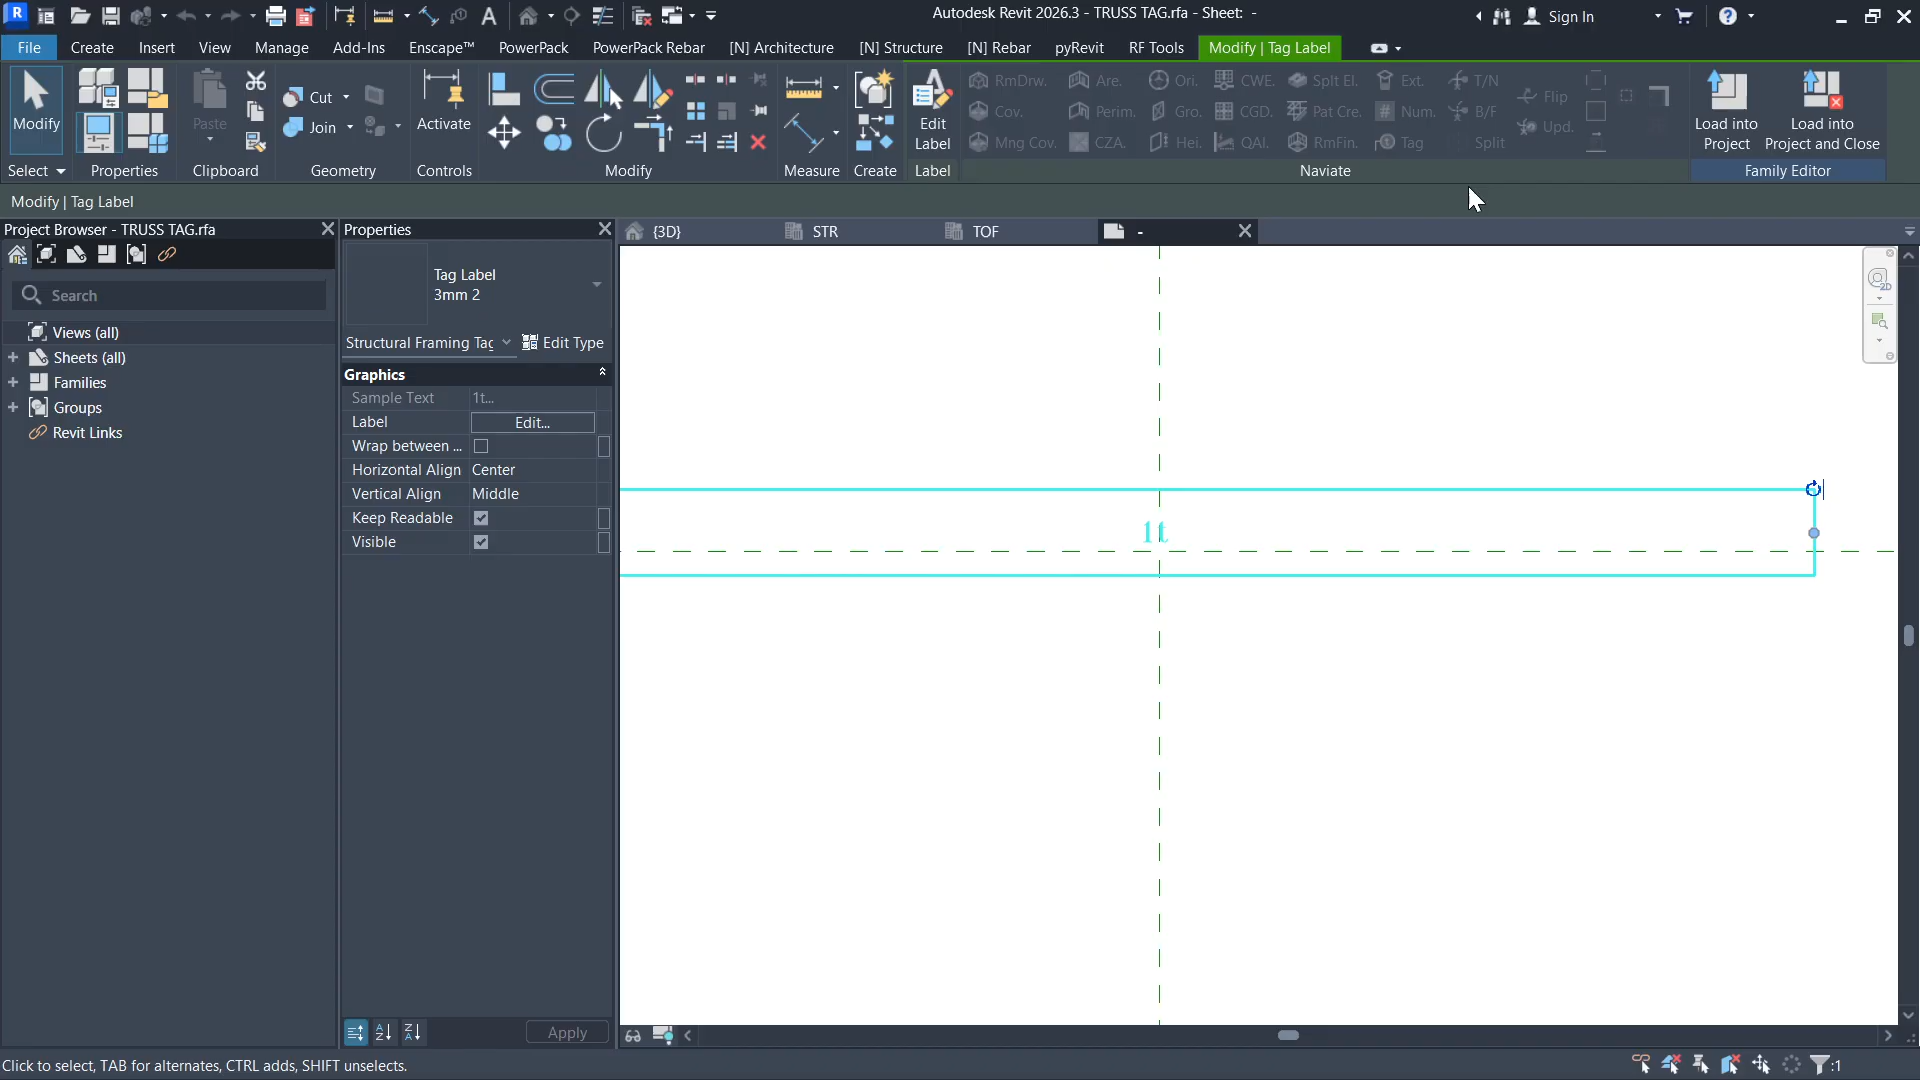 Autodesk Revit 2026.3 - TRUSS TAG.rfa - Sheet:  -
Sign In
File Create Insert View Manage Add-Ins Enscape™ PowerPack PowerPack Rebar [N] Architecture [N] Structure [N] Rebar pyRevit RF Tools Modify | Tag Label
Modify
Paste
Cut
Join
Activate
Edit
Label
RmDrw. Are. Ori. CWE. Splt El. Ext. T/N Flip
Cov. Perim. Gro. CGD. Pat Cre. Num. B/F Upd.
Mng Cov. CZA. Hei. QAI. RmFin. Tag Split
Load into
Project
Load into
Project and Close
Select Properties Clipboard Geometry Controls Modify Measure Create Label Naviate Family Editor
Modify | Tag Label
Project Browser - TRUSS TAG.rfa
Search
Views (all)
Sheets (all)
Families
Groups
Revit Links
Properties
Tag Label
3mm 2
Structural Framing Tag
Edit Type
Graphics
Sample Text 1t...
Label Edit...
Wrap between ...
Horizontal Align Center
Vertical Align Middle
Keep Readable
Visible
Apply
{3D} STR TOF -
1t
2D
Click to select, TAB for alternates, CTRL adds, SHIFT unselects.
:1